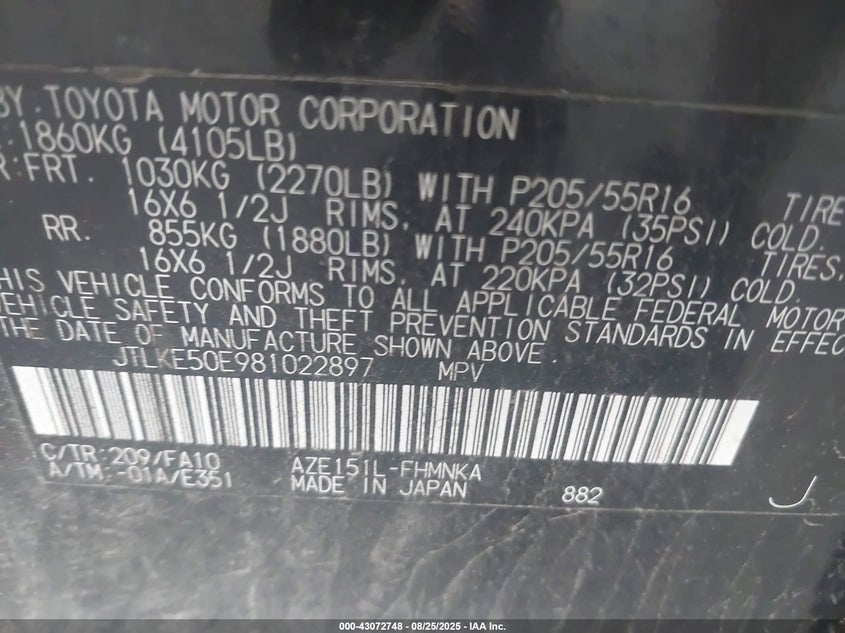 BY TOYOTA MOTOR CORPORATION
1860KG (4105LB)
FRT. 1030KG (2270LB) WITH P205/55R16 TIRE
16X6 1/2J RIMS, AT 240KPA (35PSI) COLD.
RR. 855KG (1880LB) WITH P205/55R16 TIRES,
16X6 1/2J RIMS, AT 220KPA (32PSI) COLD.
HIS VEHICLE CONFORMS TO ALL APPLICABLE FEDERAL MOTOR
EHICLE SAFETY AND THEFT PREVENTION STANDARDS IN EFFEC
THE DATE OF MANUFACTURE SHOWN ABOVE.
JTLKE50E981022897 MPV
C/TR:209/FA10 AZE151L-FHMNKA
A/TM:-01A/E351 MADE IN JAPAN 882 J
000-43072748 - 08/25/2025 - IAA Inc.